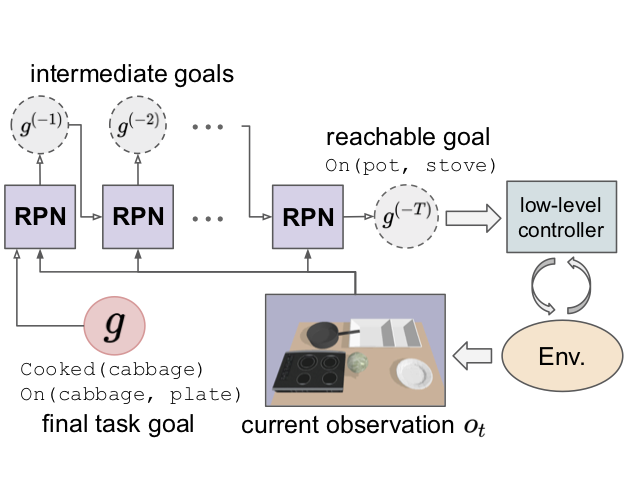 intermediate goals
g^(-1)
g^(-2)
...
reachable goal
On(pot, stove)
RPN
RPN
...
RPN
g^(-T)
low-level
controller
g
Env.
Cooked(cabbage)
On(cabbage, plate)
final task goal
current observation o_t